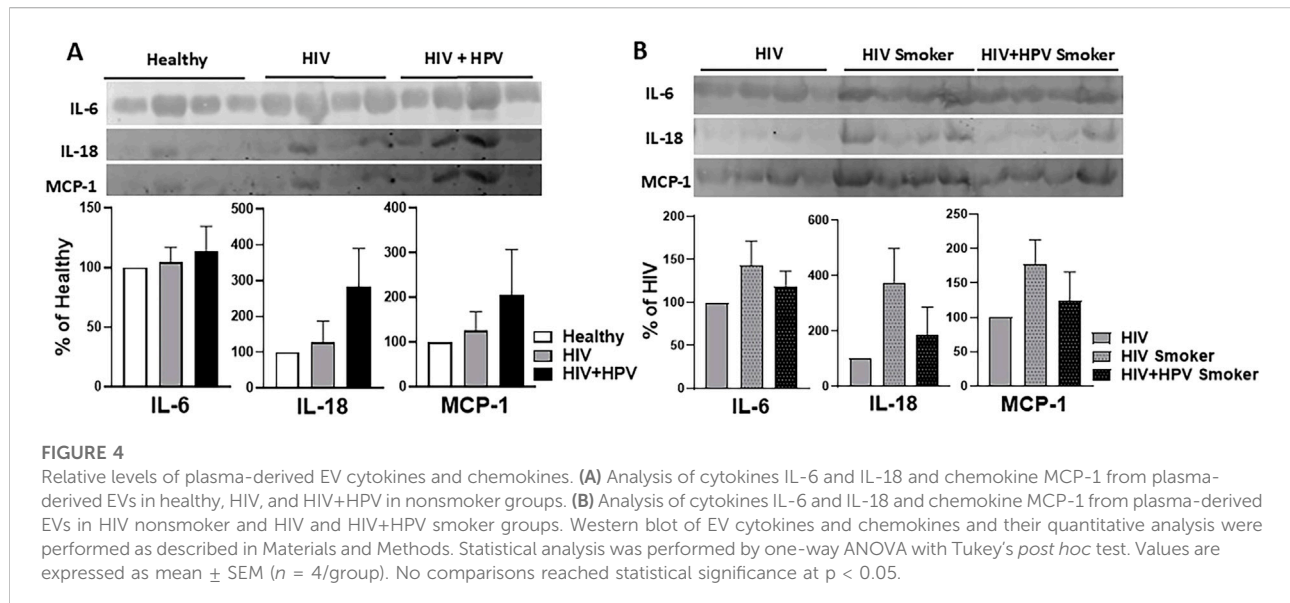 A
Healthy HIV HIV + HPV
IL-6
IL-18
MCP-1
% of Healthy
150
100
50
0
IL-6
500
400
300
200
100
0
IL-18
400
300
200
100
0
MCP-1
Healthy
HIV
HIV+HPV
B
HIV HIV Smoker HIV+HPV Smoker
IL-6
IL-18
MCP-1
% of HIV
200
150
100
50
0
IL-6
600
400
200
0
IL-18
250
200
150
100
50
0
MCP-1
HIV
HIV Smoker
HIV+HPV Smoker
FIGURE 4
Relative levels of plasma-derived EV cytokines and chemokines. (A) Analysis of cytokines IL-6 and IL-18 and chemokine MCP-1 from plasma-
derived EVs in healthy, HIV, and HIV+HPV in nonsmoker groups. (B) Analysis of cytokines IL-6 and IL-18 and chemokine MCP-1 from plasma-derived
EVs in HIV nonsmoker and HIV and HIV+HPV smoker groups. Western blot of EV cytokines and chemokines and their quantitative analysis were
performed as described in Materials and Methods. Statistical analysis was performed by one-way ANOVA with Tukey's post hoc test. Values are
expressed as mean ± SEM (n = 4/group). No comparisons reached statistical significance at p < 0.05.